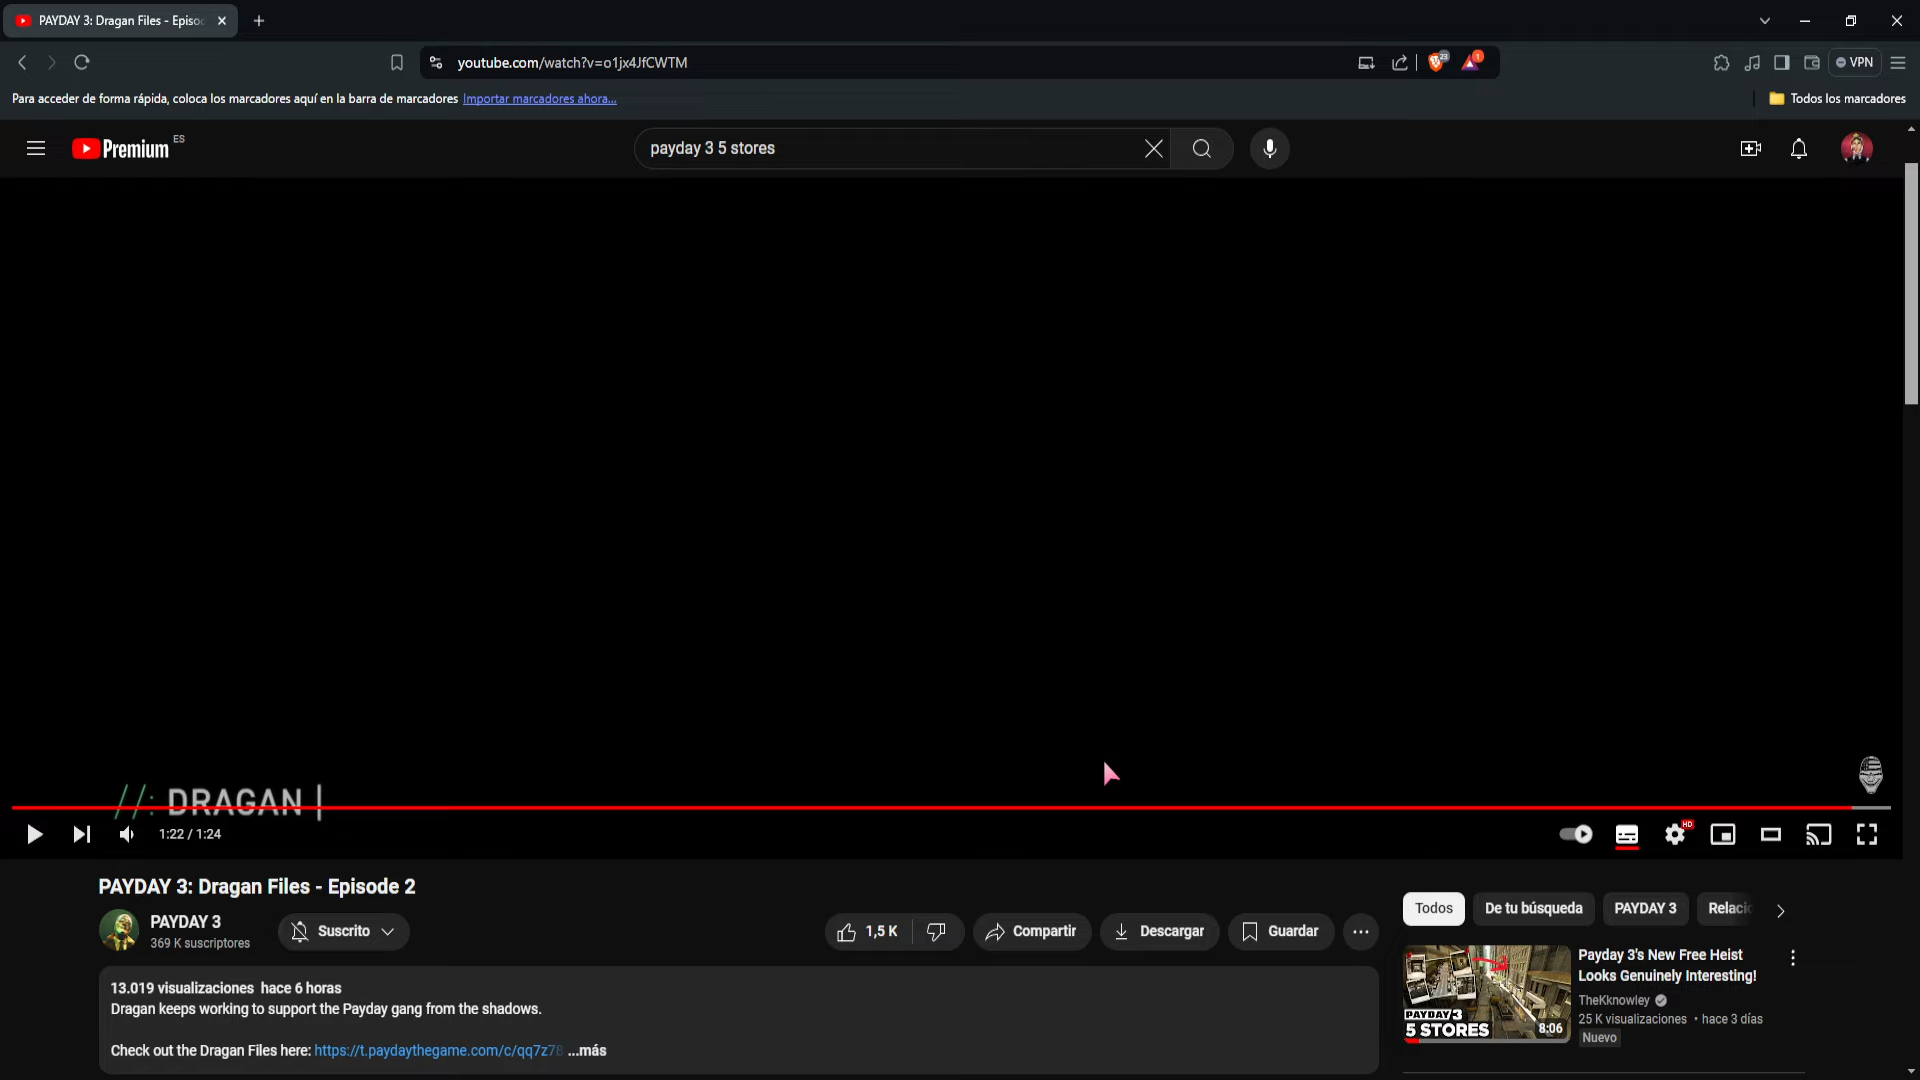 PAYDAY 3: Dragan Files - Episo
youtube.com/watch?v=o1jx4JfCWTM
23
1
VPN
Para acceder de forma rápida, coloca los marcadores aquí en la barra de marcadores Importar marcadores ahora...
Todos los marcadores
Premium ES
payday 3 5 stores
//: DRAGAN |
1:22 / 1:24
HD
PAYDAY 3: Dragan Files - Episode 2
PAYDAY 3
369 K suscriptores
Suscrito
1,5 K
Compartir
Descargar
Guardar
13.019 visualizaciones hace 6 horas
Dragan keeps working to support the Payday gang from the shadows.
Check out the Dragan Files here: https://t.paydaythegame.com/c/qq7z78 ...más
Todos
De tu búsqueda
PAYDAY 3
Relacio
PAYDAY 3
5 STORES
8:06
Payday 3's New Free Heist
Looks Genuinely Interesting!
TheKknowley
25 K visualizaciones • hace 3 días
Nuevo